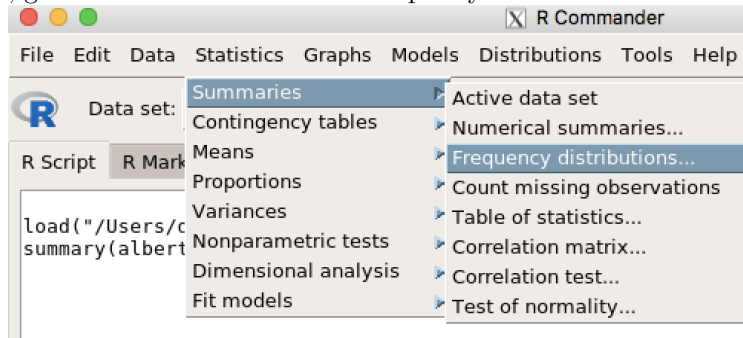 R Commander
File Edit Data Statistics Graphs Models Distributions Tools Help
R Data set:
R Script
Summaries
Contingency tables
Means
Proportions
Variances
Nonparametric tests
Dimensional analysis
Fit models
Active data set
Numerical summaries...
Frequency distributions...
Count missing observations
Table of statistics...
Correlation matrix...
Correlation test...
Test of normality...
load("/Users/
summary(albert